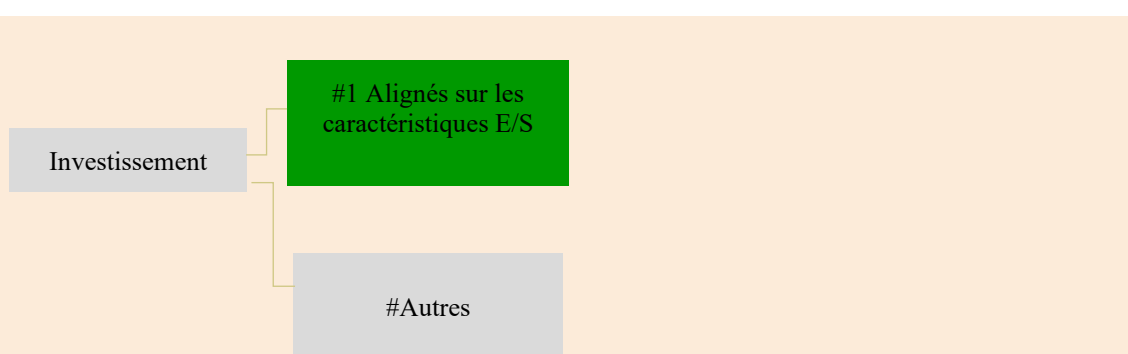 #1 Alignés sur les
caractéristiques E/S
Investissement
#Autres